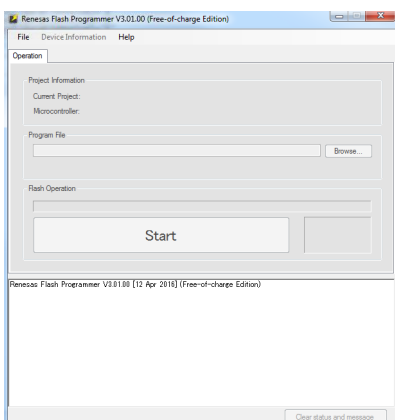 Renesas Flash Programmer V3.01.00 (Free-of-charge Edition)
File Device Information Help
Operation
Project Information
Current Project:
Microcontroller:
Program File
Browse...
Flash Operation
Start
Renesas Flash Programmer V3.01.00 [12 Apr 2016] (Free-of-charge Edition)
Clear status and message